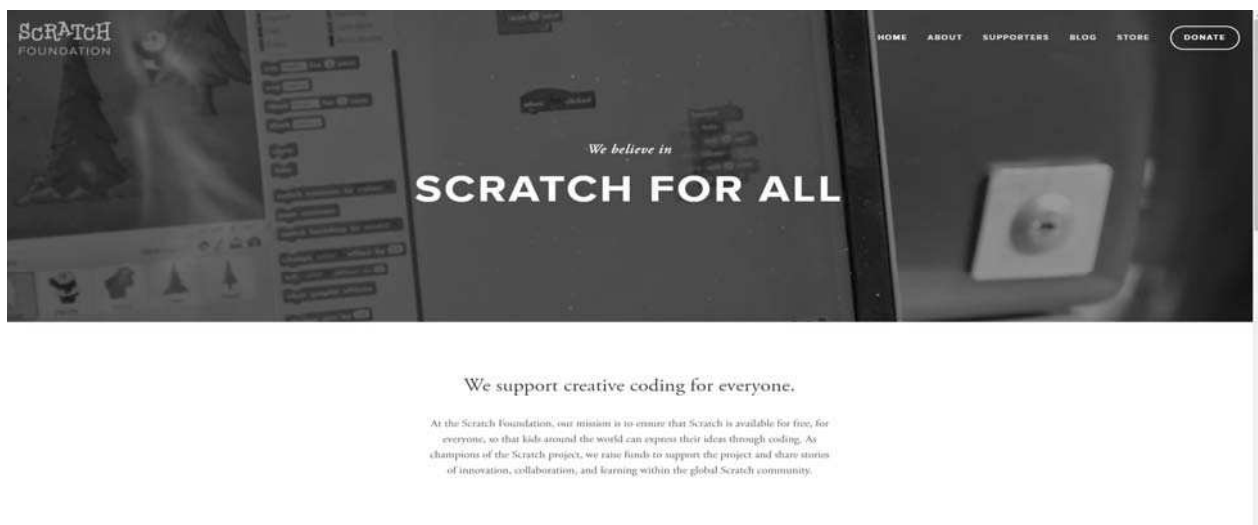 SCRATCH
FOUNDATION
HOME ABOUT SUPPORTERS BLOG STORE DONATE
We believe in
SCRATCH FOR ALL
We support creative coding for everyone.
At the Scratch Foundation, our mission is to ensure that Scratch is available for free, for
everyone, so that kids around the world can express their ideas through coding. As
champions of the Scratch project, we raise funds to support the project and share stories
of innovation, collaboration, and learning within the global Scratch community.